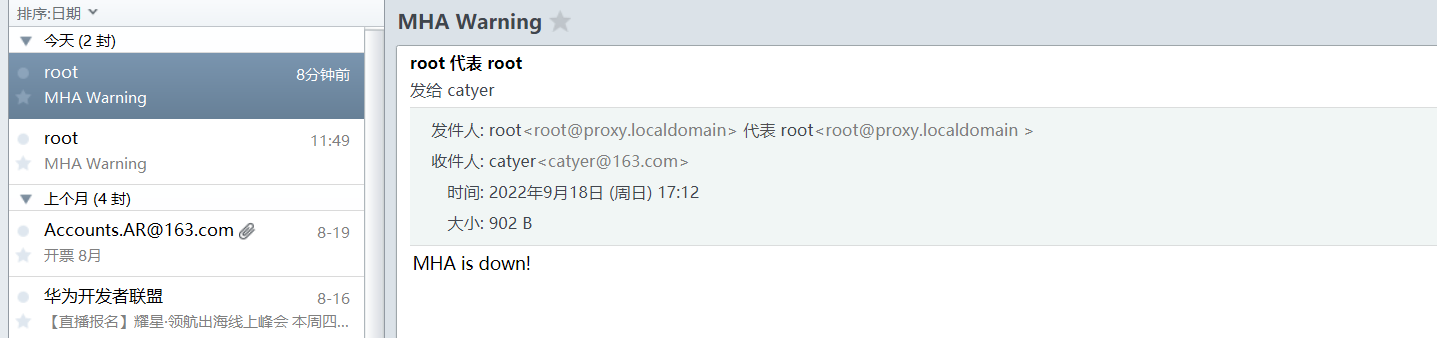 排序:日期
今天 (2 封)
root
8分钟前
MHA Warning
root
11:49
MHA Warning
上个月 (4 封)
Accounts.AR@163.com
8-19
开票 8月
华为开发者联盟
8-16
【直播报名】耀星·领航出海线上峰会 本周四...
MHA Warning
root 代表 root
发给 catyer
发件人: root<root@proxy.localdomain> 代表 root<root@proxy.localdomain >
收件人: catyer<catyer@163.com>
时间: 2022年9月18日 (周日) 17:12
大小: 902 B
MHA is down!